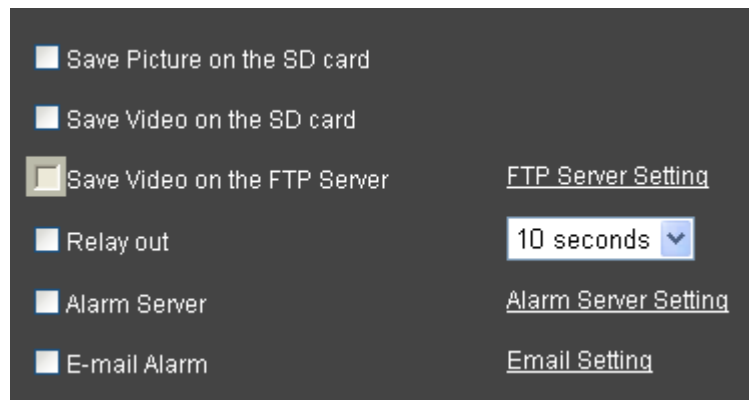 Save Picture on the SD card
Save Video on the SD card
Save Video on the FTP Server FTP Server Setting
Relay out 10 seconds
Alarm Server Alarm Server Setting
E-mail Alarm Email Setting